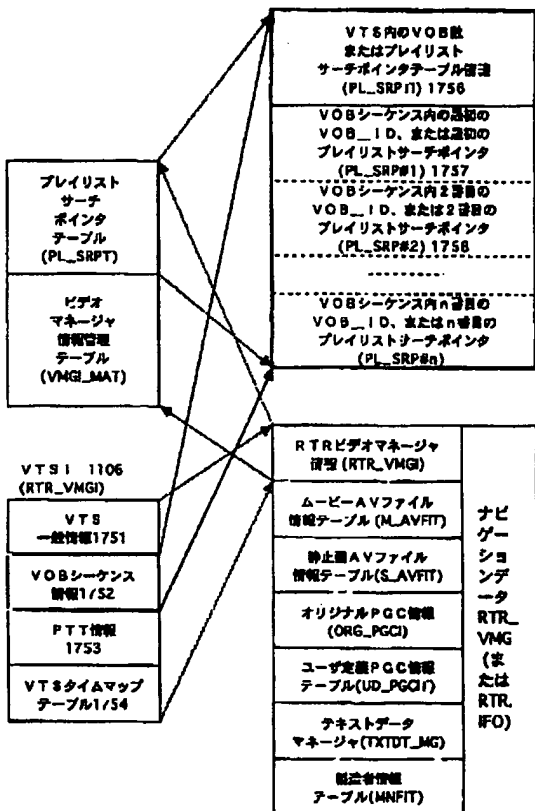 VTS内のVOB数
またはプレイリスト
サーチポインタテーブル情報
(PL_SRPTI) 1756
VOBシーケンス内の最初の
VOB__ID、または最初の
プレイリストサーチポインタ
(PL_SRP#1) 1757
VOBシーケンス内2番目の
VOB__ID、または2番目の
プレイリストサーチポインタ
(PL_SRP#2) 1758
VOBシーケンス内n番目の
VOB__ID、またはn番目の
プレイリストサーチポインタ
(PL_SRP#n)
プレイリスト
サーチ
ポインタ
テーブル
(PL_SRPT)
ビデオ
マネージャ
情報管理
テーブル
(VMGI_MAT)
VTSI 1106
(RTR_VMGI)
VTS
一般情報1751
VOBシーケンス
情報1752
PTT情報
1753
VTSタイムマップ
テーブル1754
RTRビデオマネージャ
情報 (RTR_VMGI)
ムービーAVファイル
情報テーブル (M_AVFIT)
静止画AVファイル
情報テーブル(S_AVFIT)
オリジナルPGC情報
(ORG_PGCI)
ユーザ定義PGC情報
テーブル(UD_PGCIT)
テキストデータ
マネージャ(TXTDT_MG)
製造者情報
テーブル(MNFIT)
ナビ
ゲー
ショ
ンデ
ータ
RTR_
VMG
(ま
たは
RTR.
IFO)